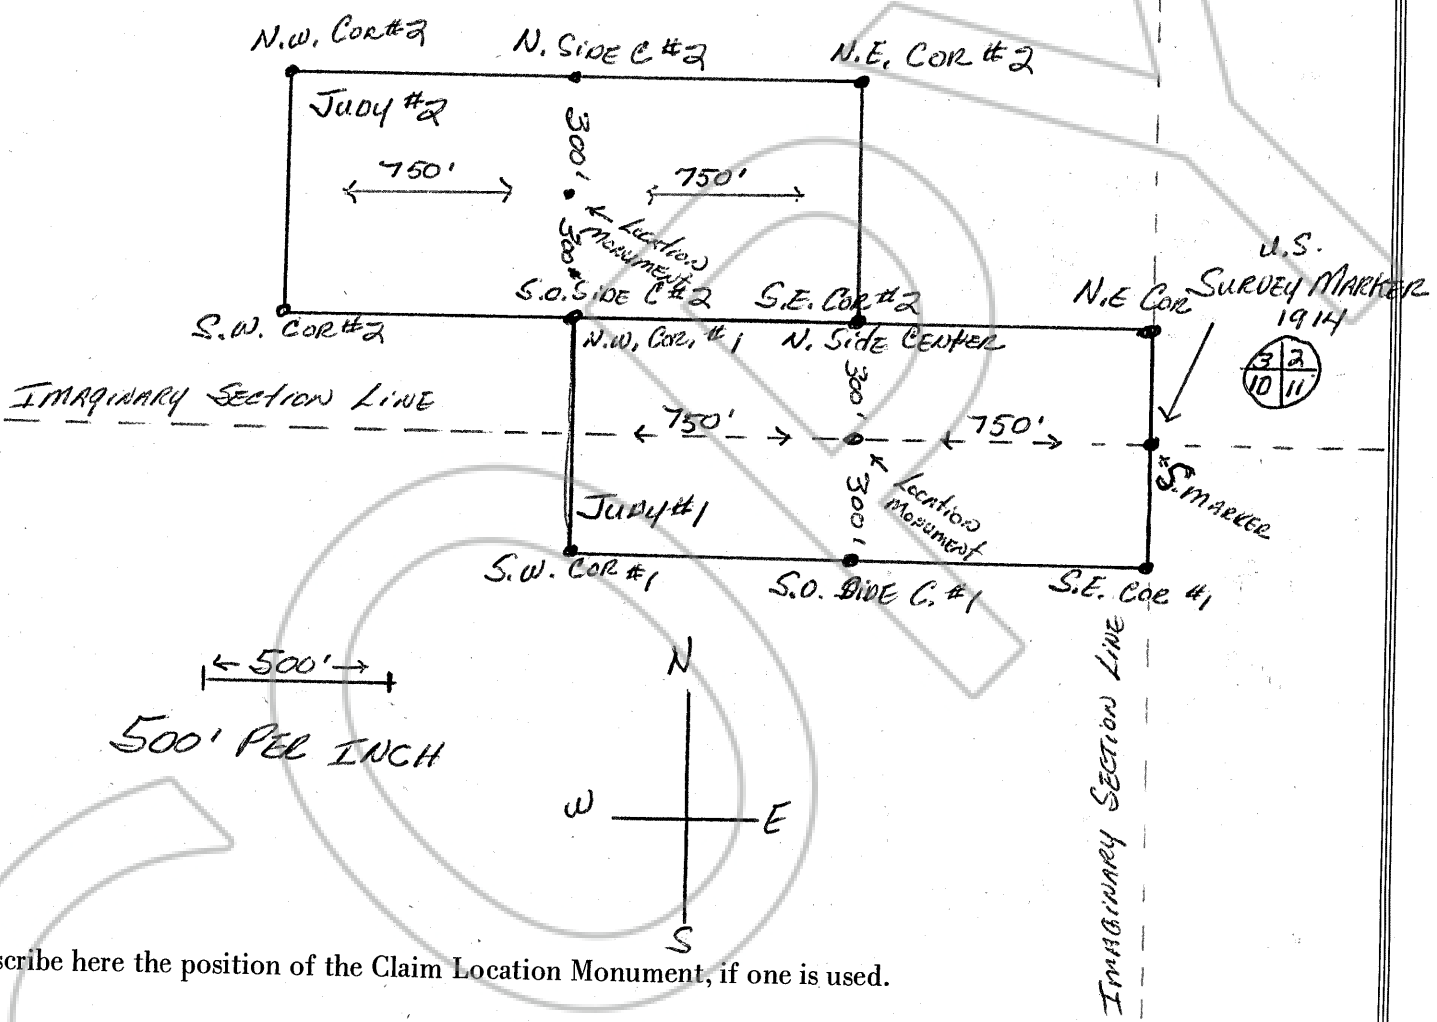 N.W. COR#2
N. SIDE C #2
N.E. COR #2
JUDY #2
300'
750'
750'
LOCATION
MONUMENT
300'
U.S.
SURVEY MARKER
1914
3 2
10 11
S.W. COR#2
S.O. SIDE C#2
S.E. COR#2
N.E COR
N.W. COR. #1
N. SIDE CENTER
IMAGINARY SECTION LINE
300'
750'
750'
LOCATION
MONUMENT
300'
S. MARKER
JUDY#1
S.W. COR #1
S.O. SIDE C. #1
S.E. COR #1
500'
500' PER INCH
N
W
E
S
IMAGINARY SECTION LINE
scribe here the position of the Claim Location Monument, if one is used.
COPY